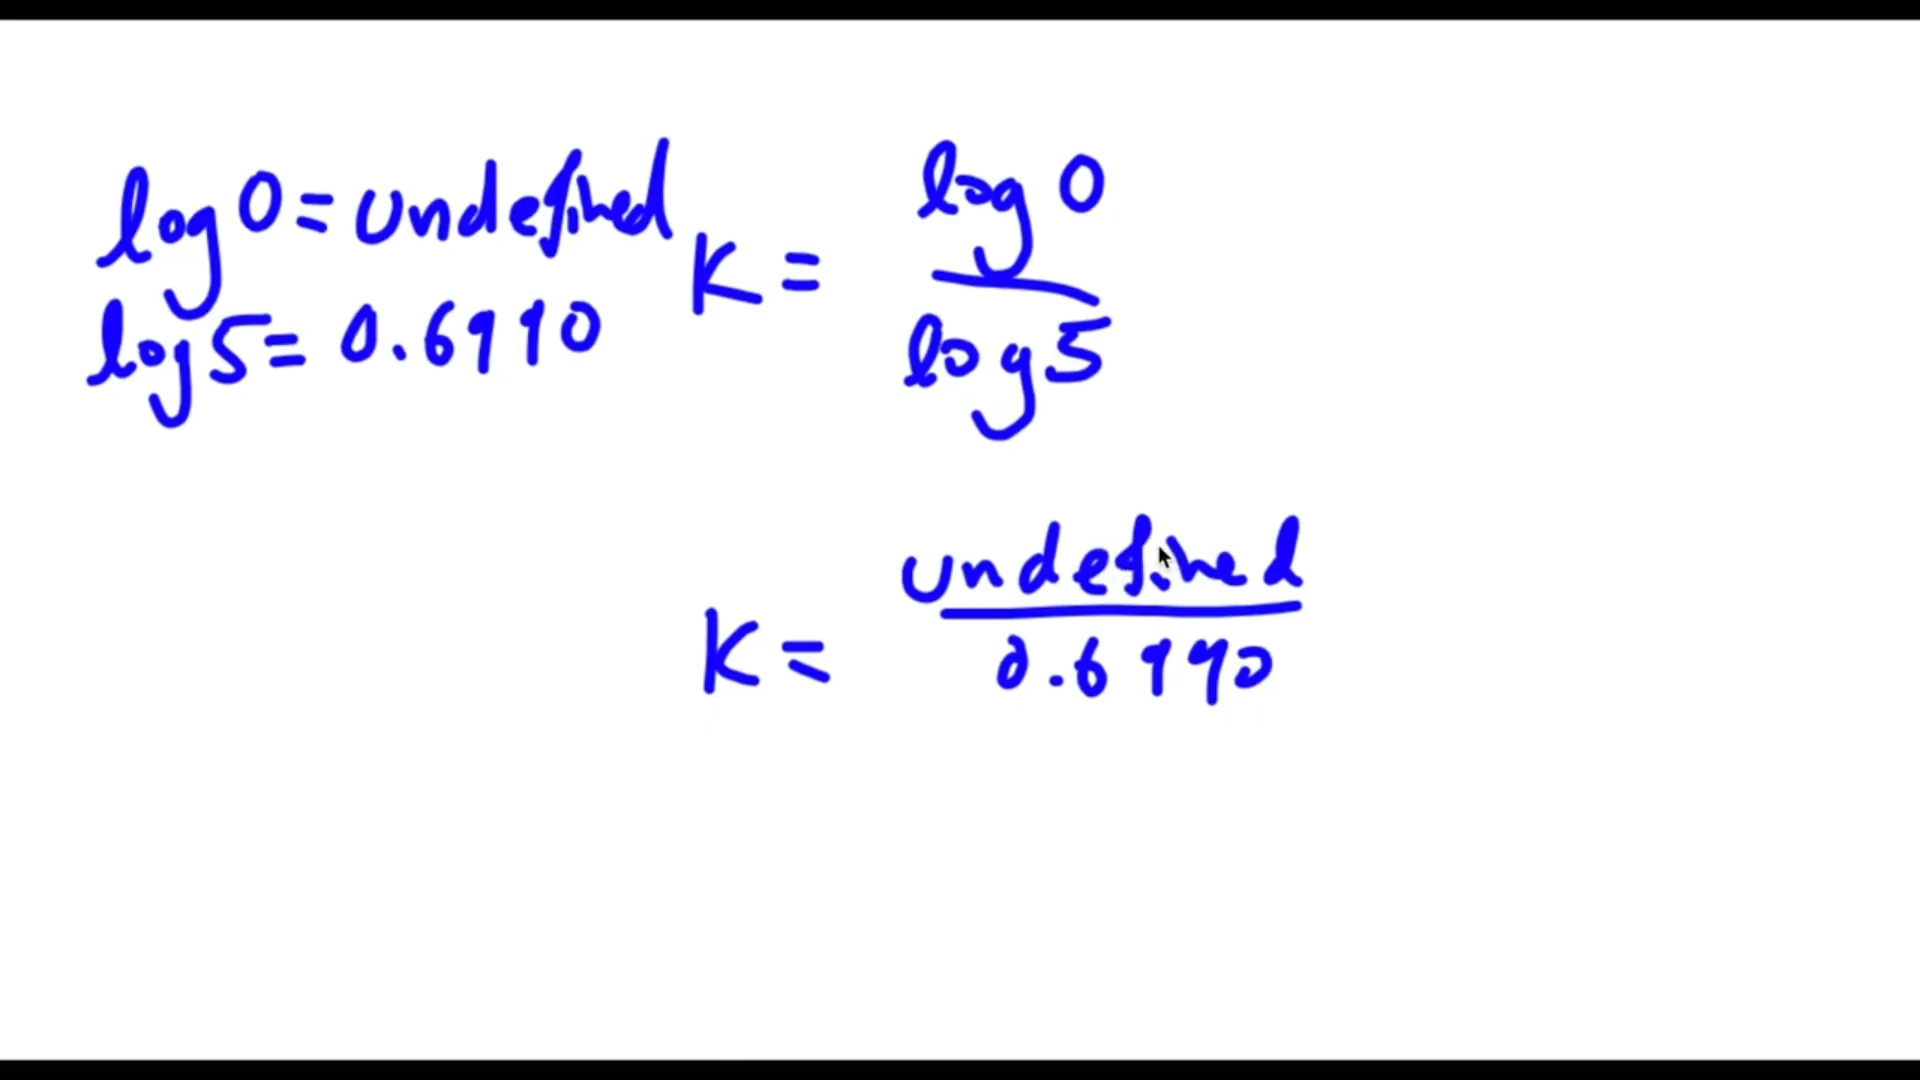 log 0 = undefined
log 5 = 0.6990
K = log 0 / log 5
K = undefined / 0.6990